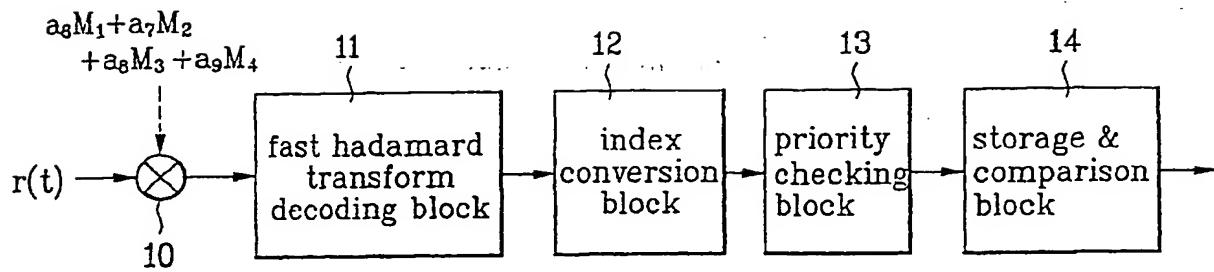 a₈M₁+a₇M₂
+a₈M₃+a₉M₄
11
12
13
14
r(t)
fast hadamard
transform
decoding block
index
conversion
block
priority
checking
block
storage &
comparison
block
10